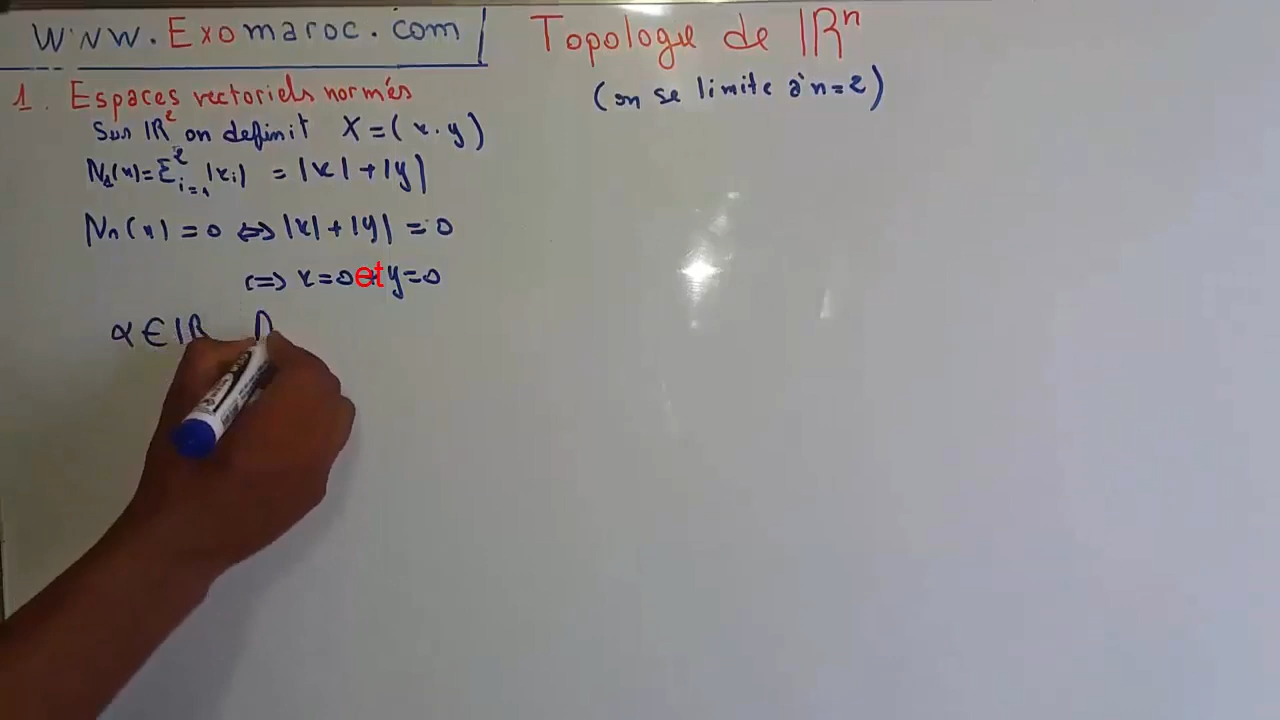 www.Exomaroc.com
Topologie de IRⁿ
(on se limite à n=2)
1. Espaces vectoriels normés
Sur IR² on definit X=(x.y)
N₁(x)=Σ²ᵢ₌₁ |xᵢ| = |x|+|y|
N₁(x)=0 ⇔ |x|+|y|=0
⇔ x=0 et y=0
α∈IR